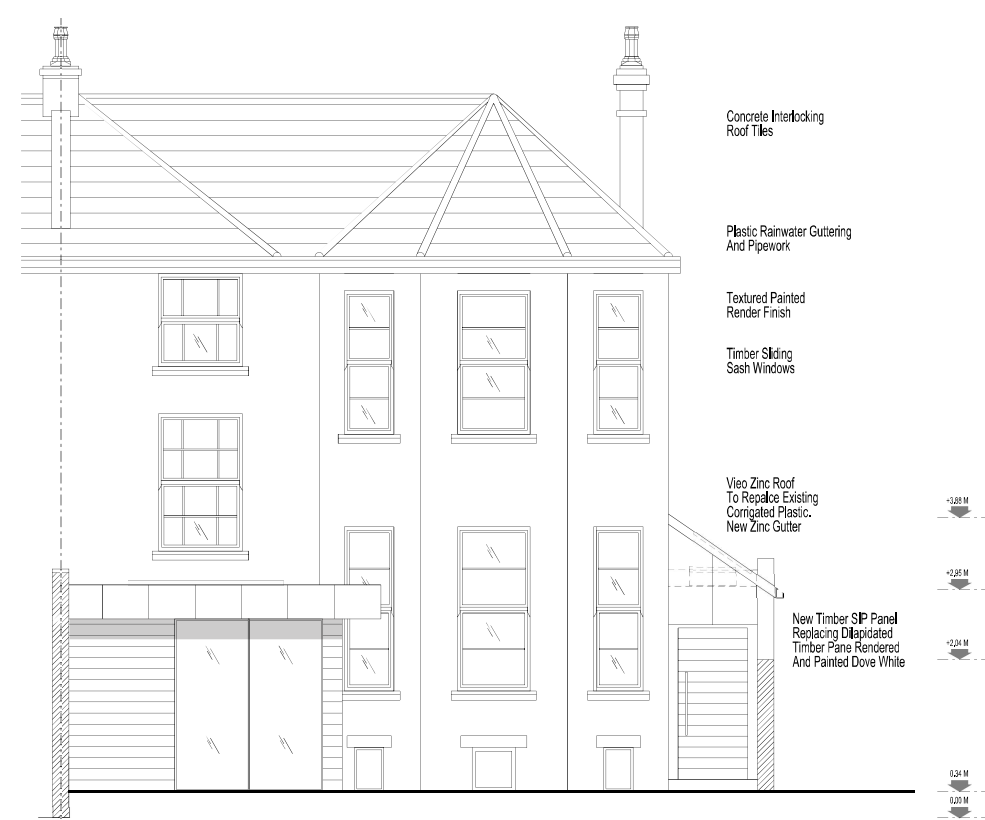 Concrete Interlocking
Roof Tiles
Plastic Rainwater Guttering
And Pipework
Textured Painted
Render Finish
Timber Sliding
Sash Windows
Vieo Zinc Roof
To Repalce Existing
Corrigated Plastic.
New Zinc Gutter
+3,88 M
+2,95 M
New Timber SIP Panel
Replacing Dilapidated
Timber Pane Rendered
And Painted Dove White
+2,04 M
0,34 M
0,00 M